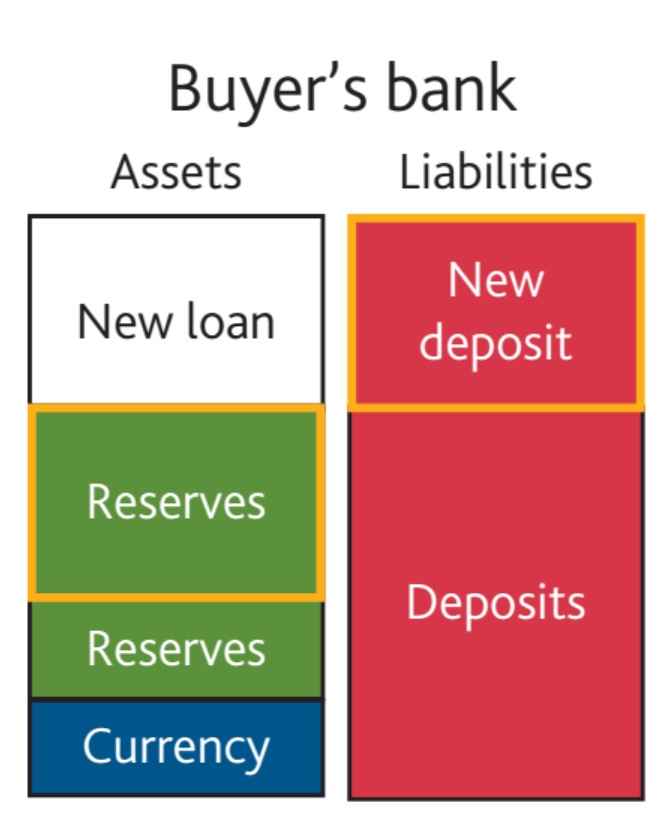 Buyer’s bank
Assets
Liabilities
New loan
Reserves
Reserves
Currency
New
deposit
Deposits